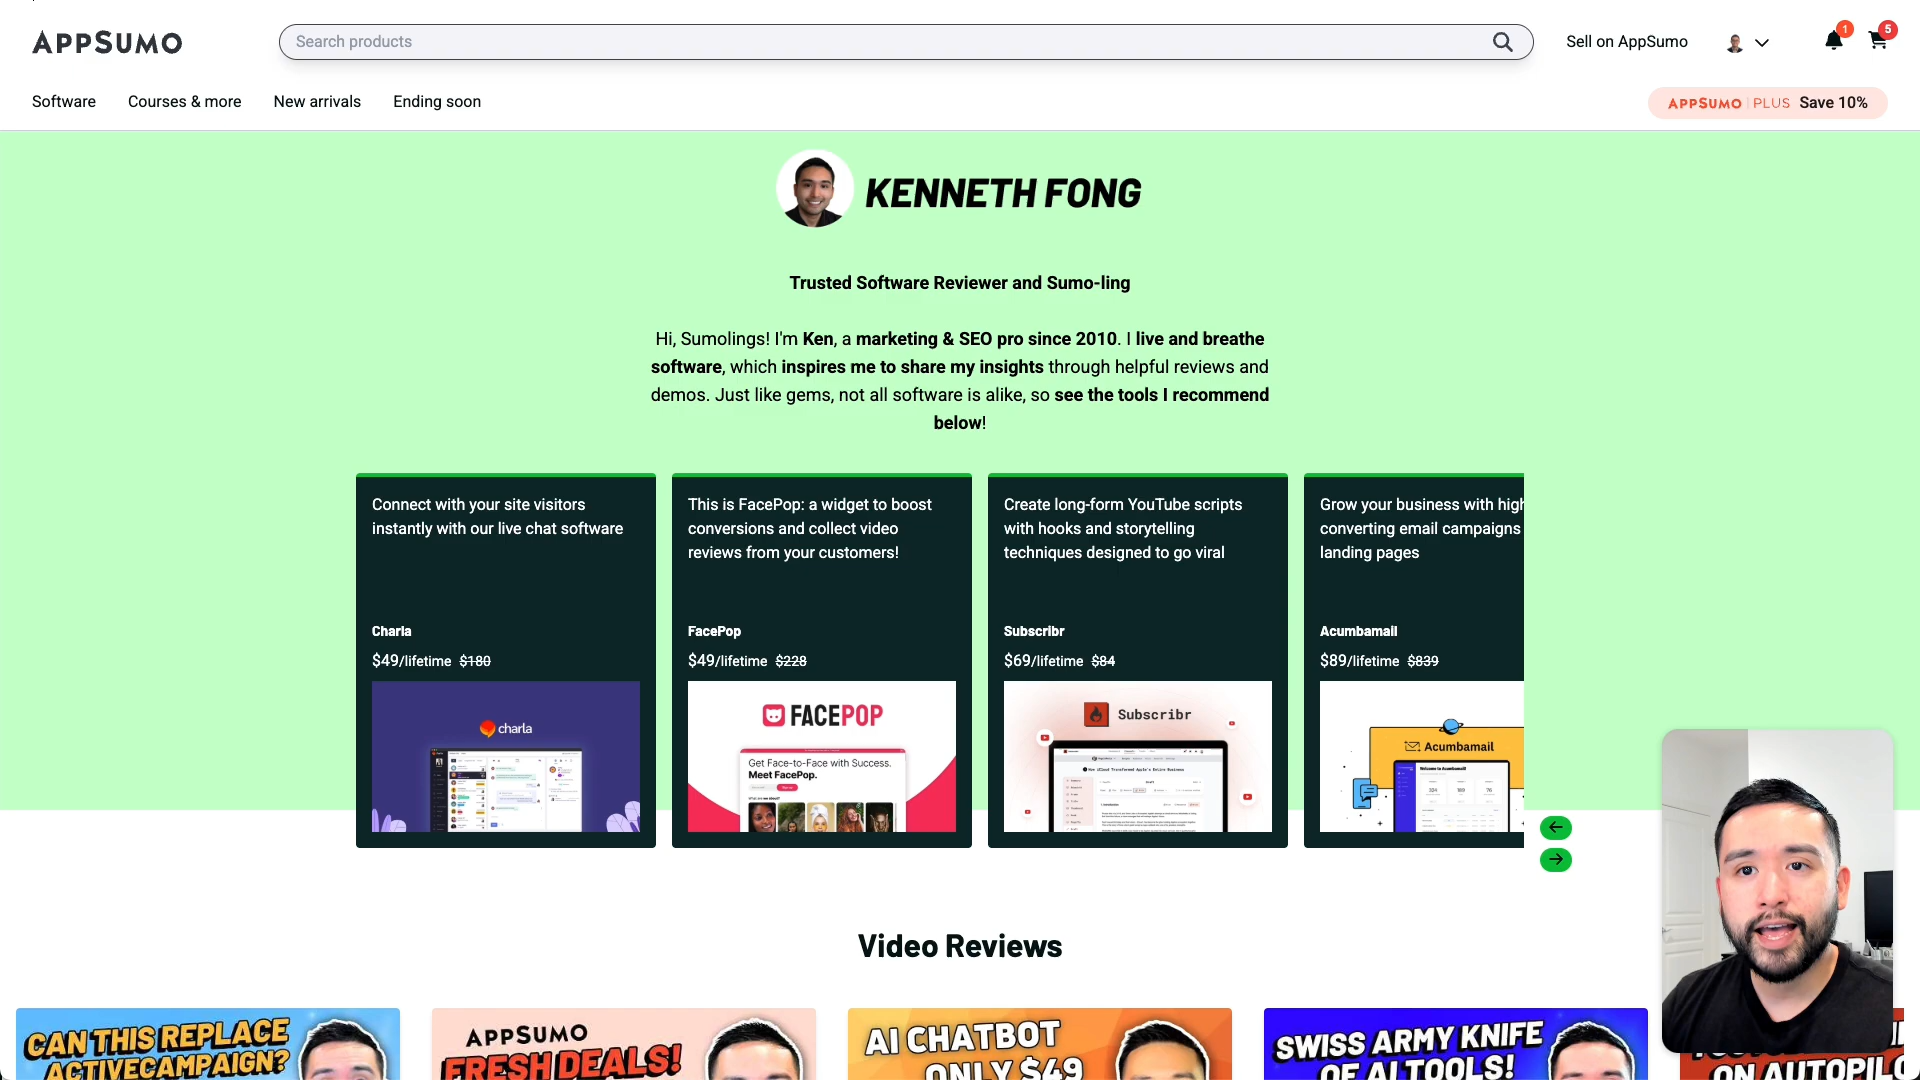 APPSUMO
Search products
Sell on AppSumo
1
5
Software
Courses & more
New arrivals
Ending soon
APPSUMO | PLUS Save 10%
KENNETH FONG
Trusted Software Reviewer and Sumo-ling
Hi, Sumolings! I'm Ken, a marketing & SEO pro since 2010. I live and breathe
software, which inspires me to share my insights through helpful reviews and
demos. Just like gems, not all software is alike, so see the tools I recommend
below!
Connect with your site visitors
instantly with our live chat software
Charla
$49/lifetime $180
charla
This is FacePop: a widget to boost
conversions and collect video
reviews from your customers!
FacePop
$49/lifetime $228
FACEPOP
Get Face-to-Face with Success.
Meet FacePop.
Create long-form YouTube scripts
with hooks and storytelling
techniques designed to go viral
Subscribr
$69/lifetime $84
Subscribr
Grow your business with high
converting email campaigns
landing pages
Acumbamail
$89/lifetime $839
Acumbamail
Video Reviews
CAN THIS REPLACE
ACTIVECAMPAIGN?
APPSUMO
FRESH DEALS!
AI CHATBOT
ONLY $49
SWISS ARMY KNIFE
OF AI TOOLS!
ON AUTOPILO